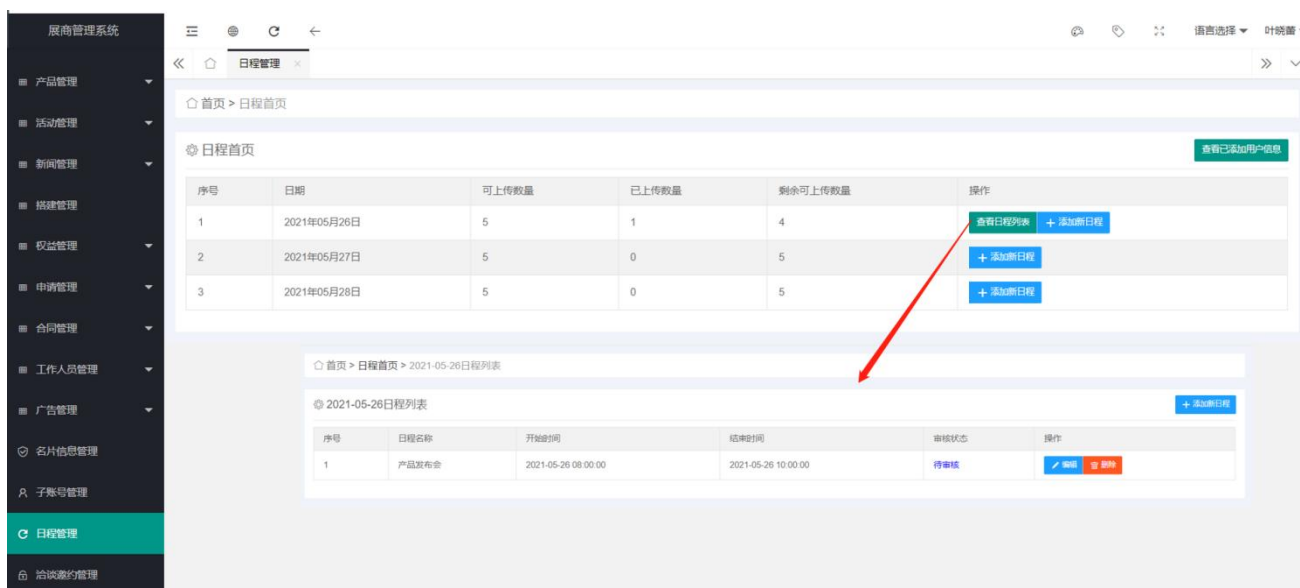 展商管理系统
语言选择 叶晓蕾
日程管理
产品管理
活动管理
新闻管理
搭建管理
权益管理
申请管理
合同管理
工作人员管理
广告管理
名片信息管理
子账号管理
日程管理
洽谈邀约管理
首页 > 日程首页
日程首页 查看已添加用户信息
序号 日期 可上传数量 已上传数量 剩余可上传数量 操作
1 2021年05月26日 5 1 4 查看日程列表 + 添加新日程
2 2021年05月27日 5 0 5 + 添加新日程
3 2021年05月28日 5 0 5 + 添加新日程
首页 > 日程首页 > 2021-05-26日程列表
2021-05-26日程列表 + 添加新日程
序号 日程名称 开始时间 结束时间 审核状态 操作
1 产品发布会 2021-05-26 08:00:00 2021-05-26 10:00:00 待审核 编辑 删除